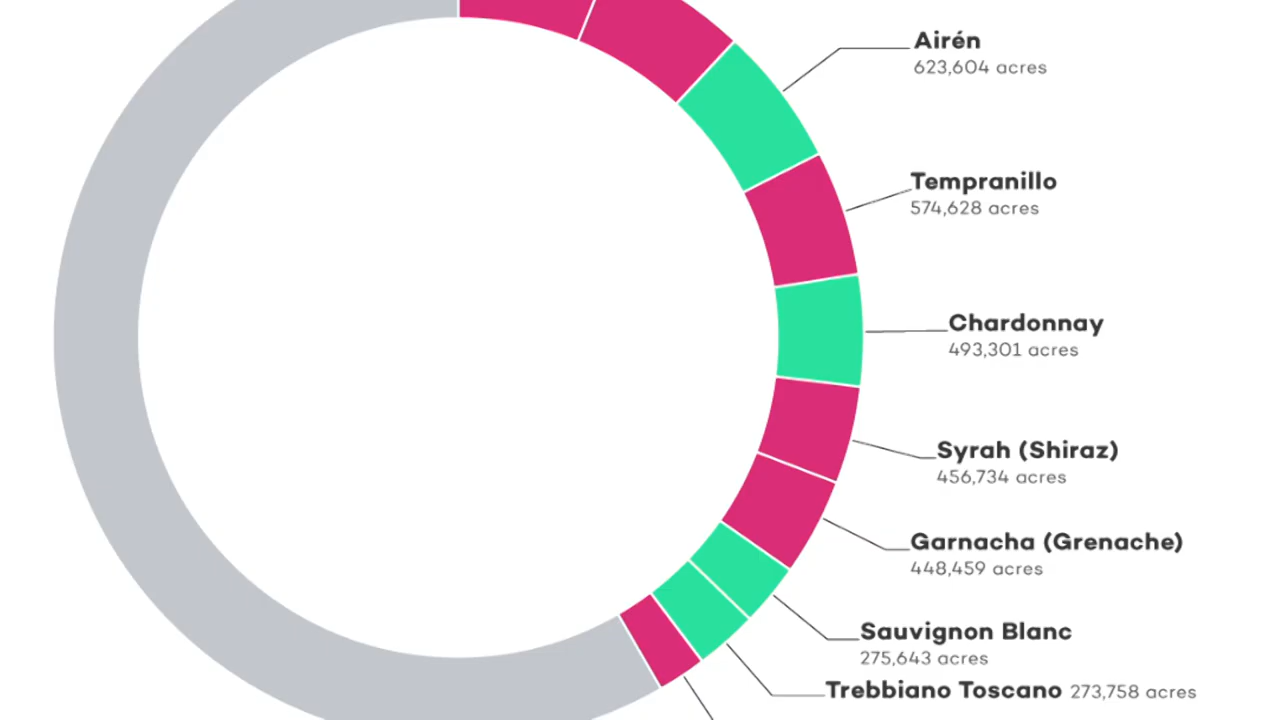 Airén
623,604 acres
Tempranillo
574,628 acres
Chardonnay
493,301 acres
Syrah (Shiraz)
456,734 acres
Garnacha (Grenache)
448,459 acres
Sauvignon Blanc
275,643 acres
Trebbiano Toscano 273,758 acres